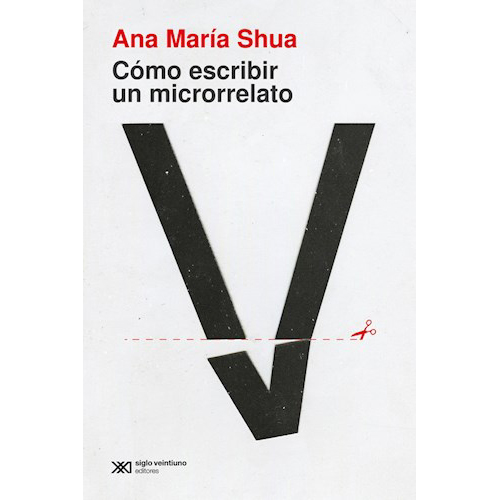 Ana María Shua
Cómo escribir
un microrrelato
siglo veintiuno
editores